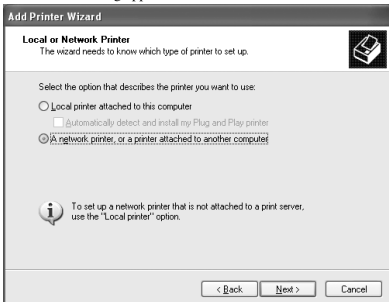 Add Printer Wizard
Local or Network Printer
The wizard needs to know which type of printer to set up.
Select the option that describes the printer you want to use:
Local printer attached to this computer
Automatically detect and install my Plug and Play printer
A network printer, or a printer attached to another computer
To set up a network printer that is not attached to a print server,
use the "Local printer" option.
< Back Next > Cancel